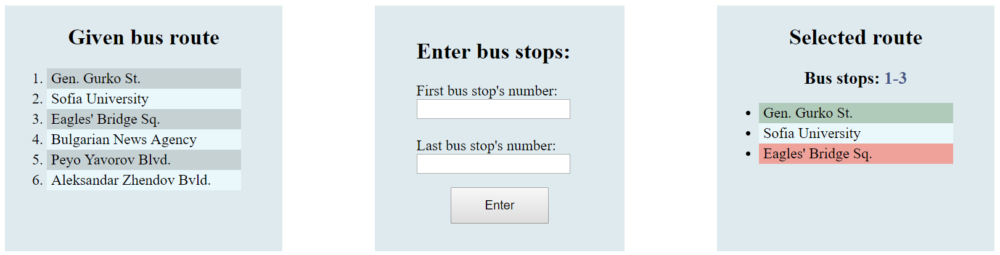 Given bus route
1. Gen. Gurko St.
2. Sofia University
3. Eagles' Bridge Sq.
4. Bulgarian News Agency
5. Peyo Yavorov Blvd.
6. Aleksandar Zhendov Bvld.
Enter bus stops:
First bus stop's number:
Last bus stop's number:
Enter
Selected route
Bus stops: 1-3
• Gen. Gurko St.
• Sofia University
• Eagles' Bridge Sq.